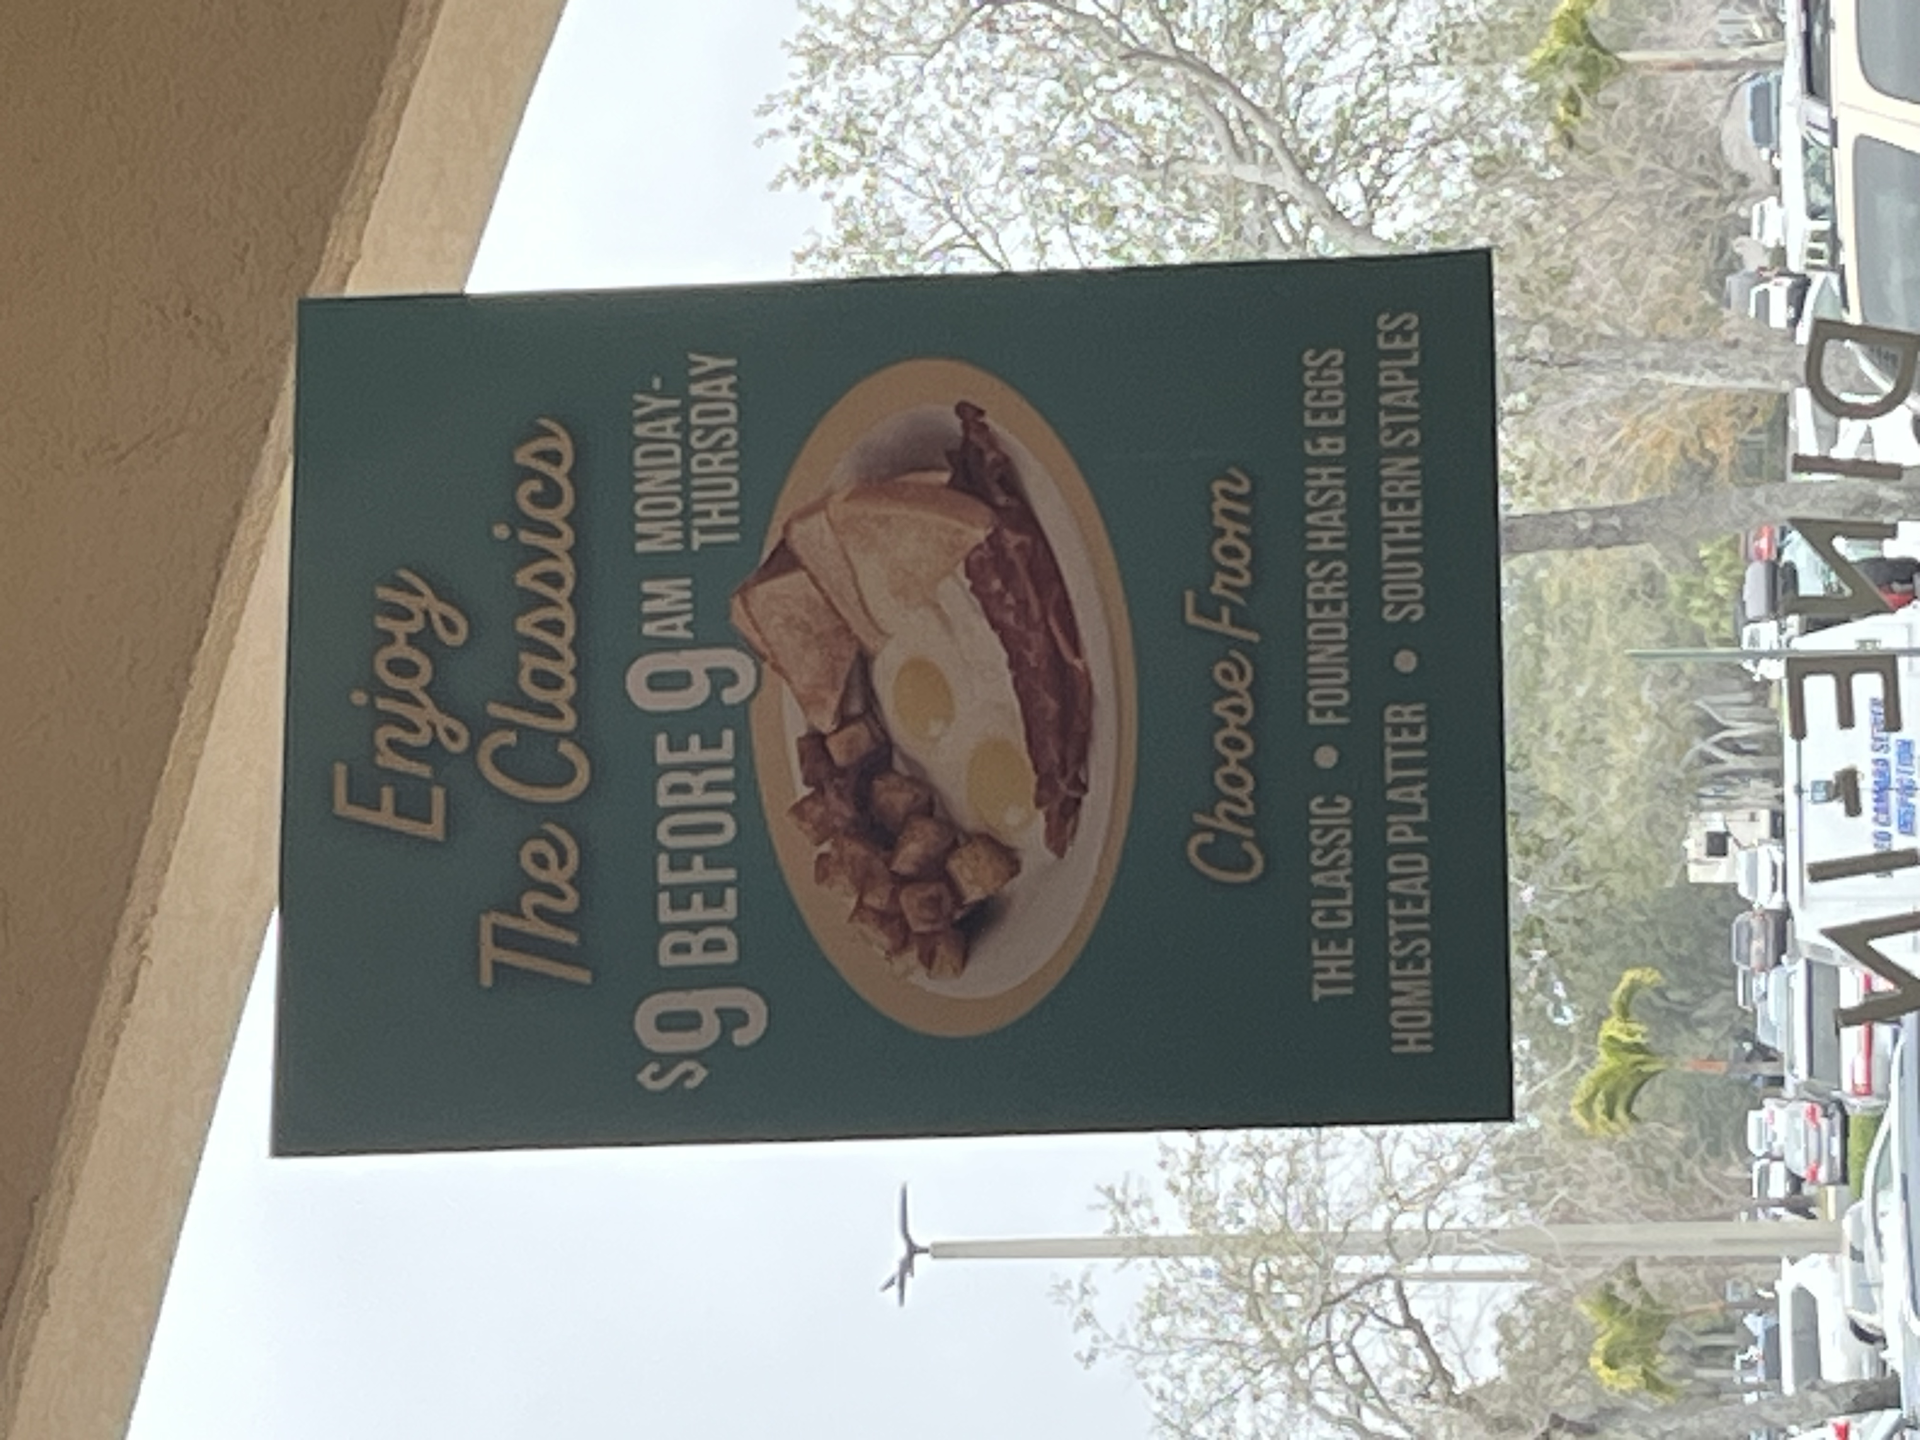 Enjoy
The Classics
$9 BEFORE 9AM MONDAY-
THURSDAY
Choose From
THE CLASSIC • FOUNDERS HASH & EGGS
HOMESTEAD PLATTER • SOUTHERN STAPLES